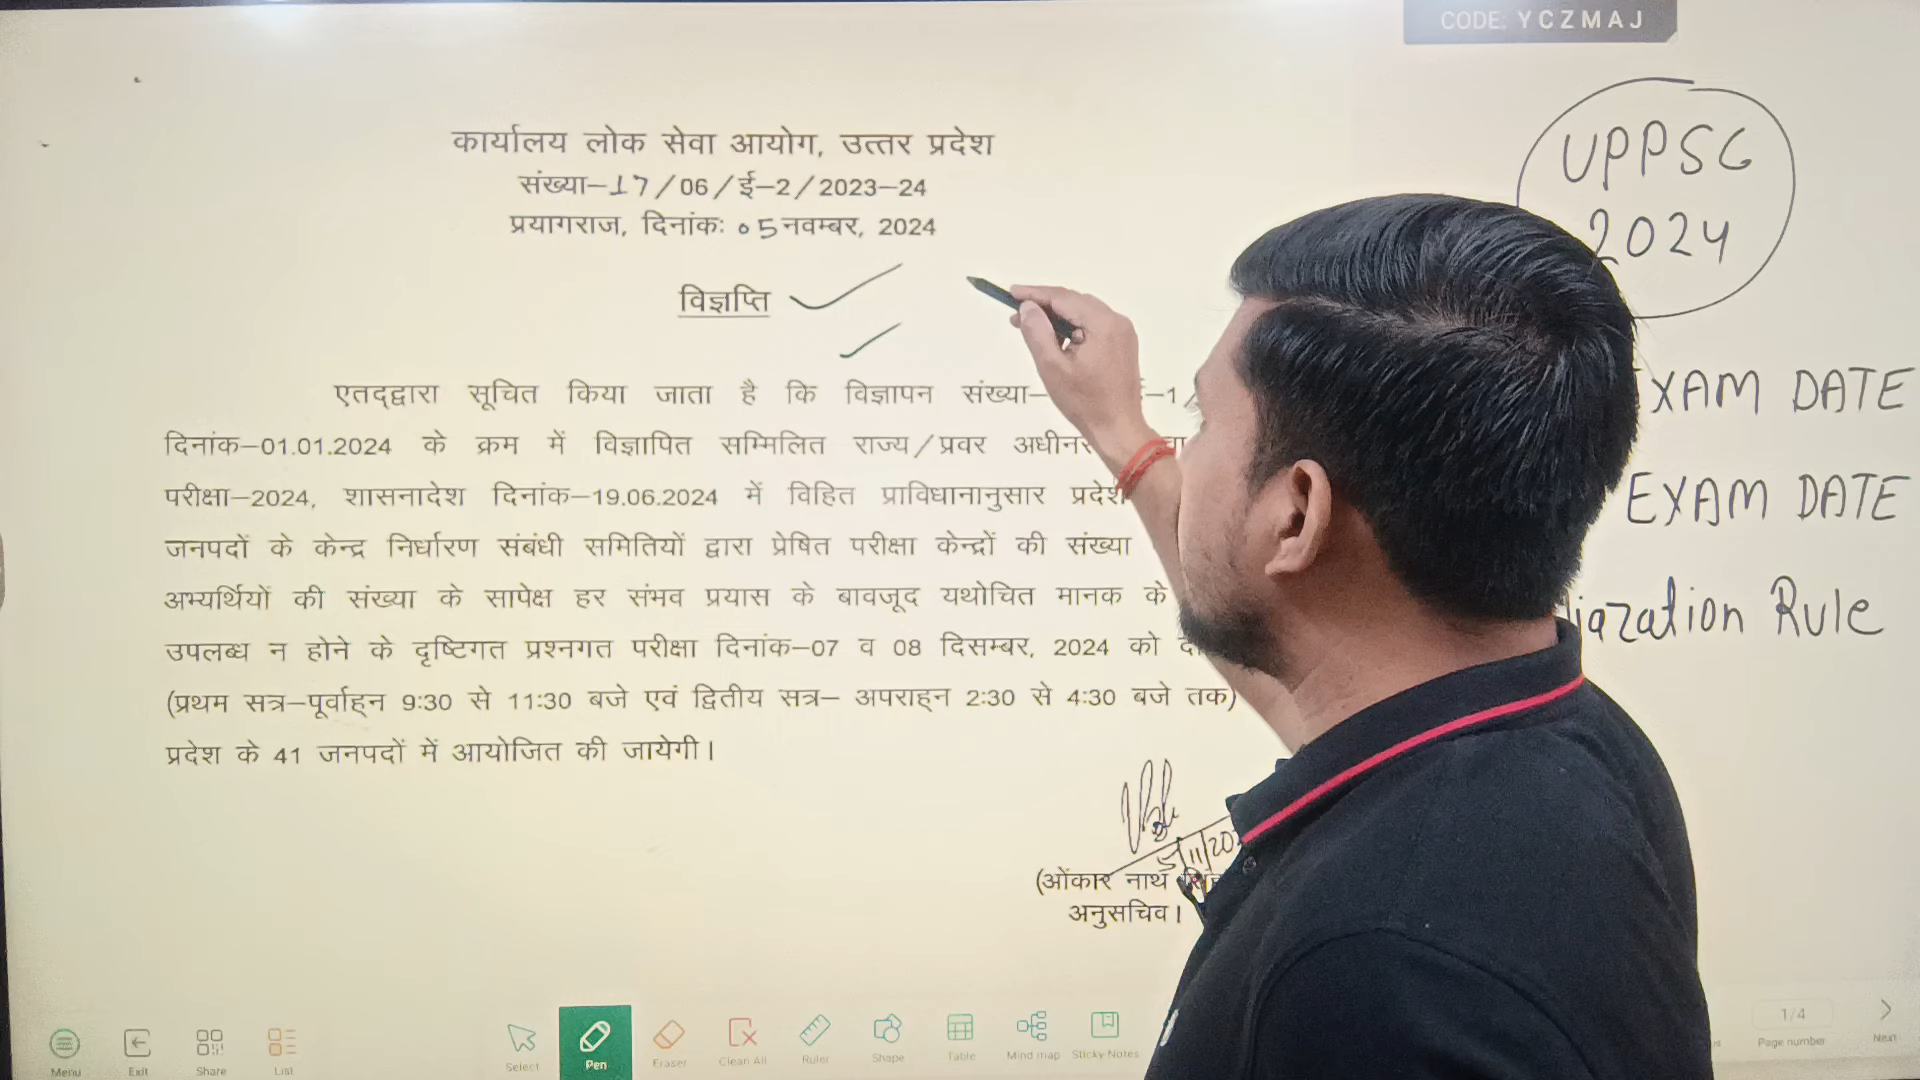 CODE: YCZMAJ
कार्यालय लोक सेवा आयोग, उत्तर प्रदेश
संख्या–17/06/ई–2/2023–24
प्रयागराज, दिनांकः 05 नवम्बर, 2024
विज्ञप्ति
एतद्द्वारा सूचित किया जाता है कि विज्ञापन संख्या–
दिनांक–01.01.2024 के क्रम में विज्ञापित सम्मिलित राज्य/प्रवर
परीक्षा–2024, शासनादेश दिनांक–19.06.2024 में विहित प्राविधानानुसार प्रदेश
जनपदों के केन्द्र निर्धारण संबंधी समितियों द्वारा प्रेषित परीक्षा केन्द्रों की संख्या
अभ्यर्थियों की संख्या के सापेक्ष हर संभव प्रयास के बावजूद यथोचित मानक के
उपलब्ध न होने के दृष्टिगत प्रश्नगत परीक्षा दिनांक–07 व 08 दिसम्बर, 2024 को
(प्रथम सत्र–पूर्वाह्न 9:30 से 11:30 बजे एवं द्वितीय सत्र– अपराह्न 2:30 से 4:30 बजे तक)
प्रदेश के 41 जनपदों में आयोजित की जायेगी।
(ओंकार नाथ
अनुसचिव।
UPPSC
2024
EXAM DATE
EXAM DATE
Rule
Menu
Exit
Share
List
Select
Pen
Eraser
Clean All
Ruler
Shape
Table
Mind map
Sticky Notes
1/4
Page number
Next